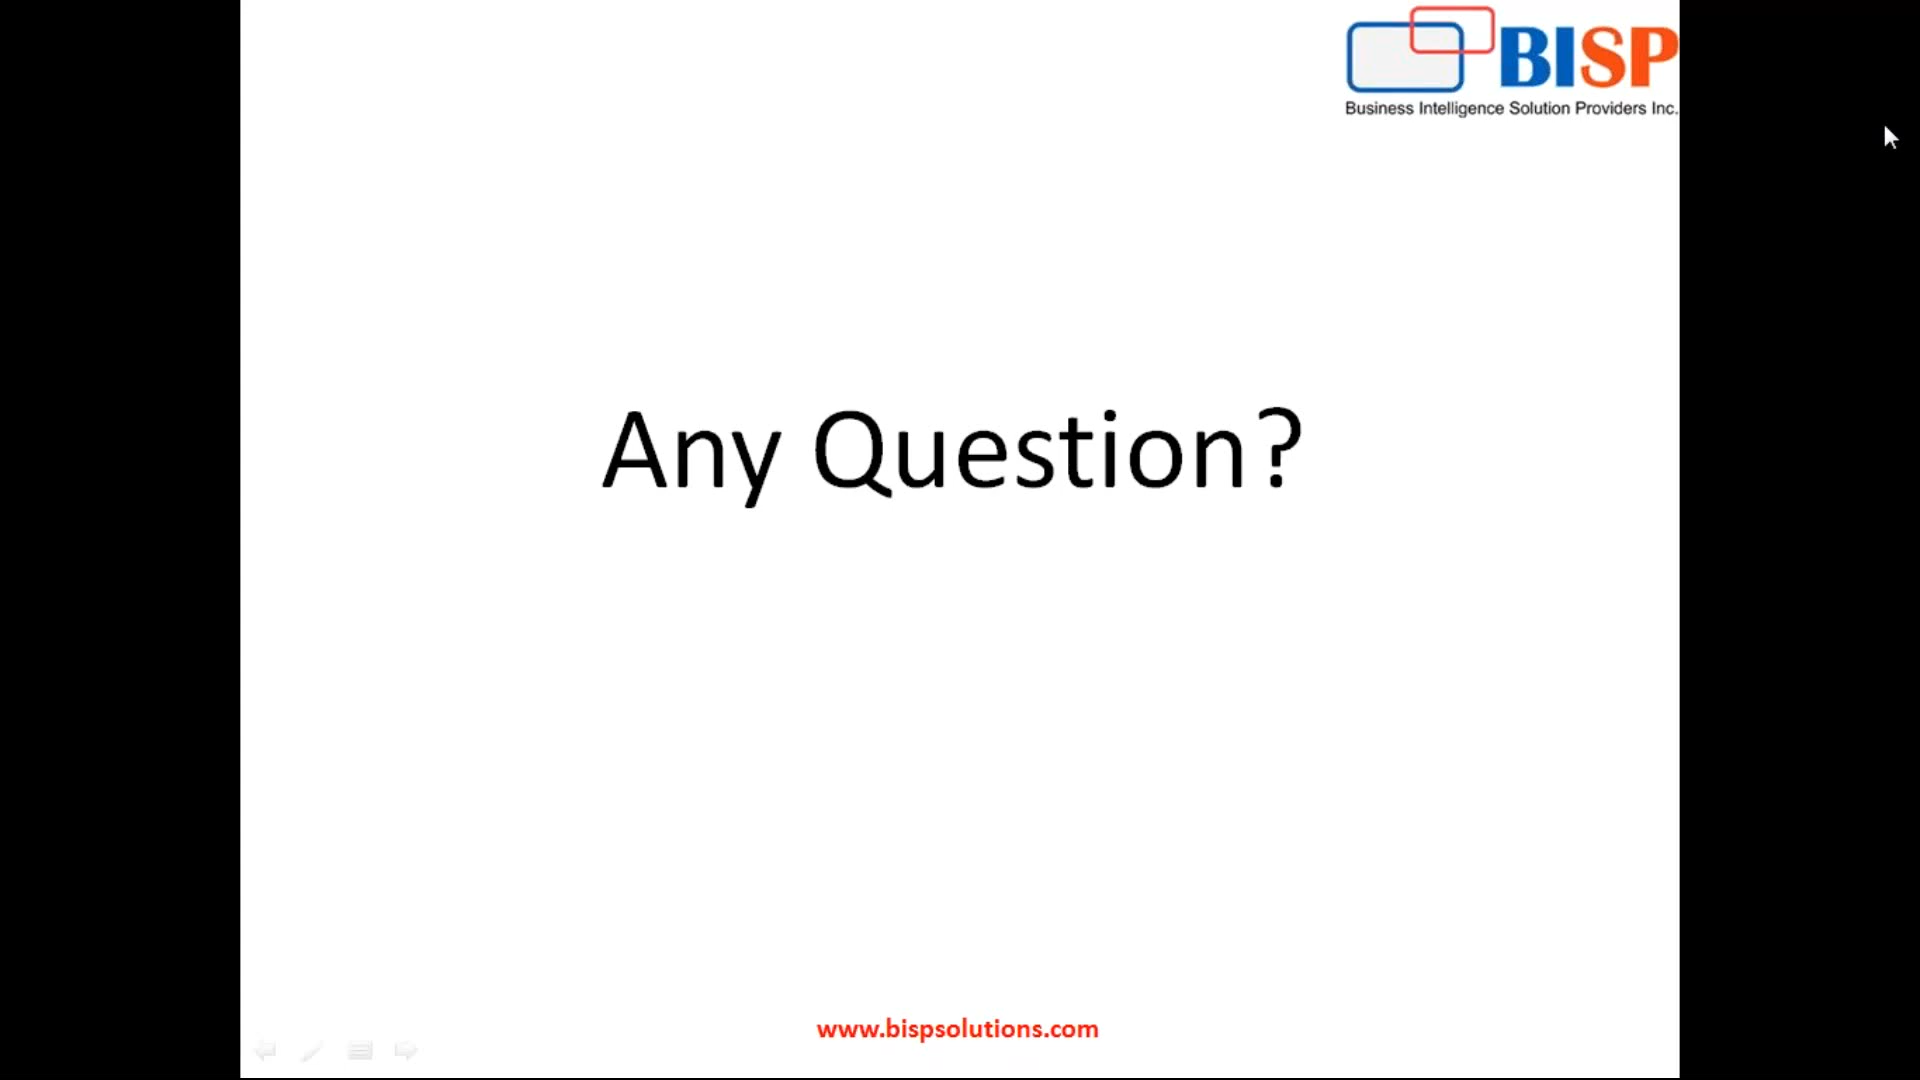 BISP
Business Intelligence Solution Providers Inc.
Any Question?
www.bispsolutions.com